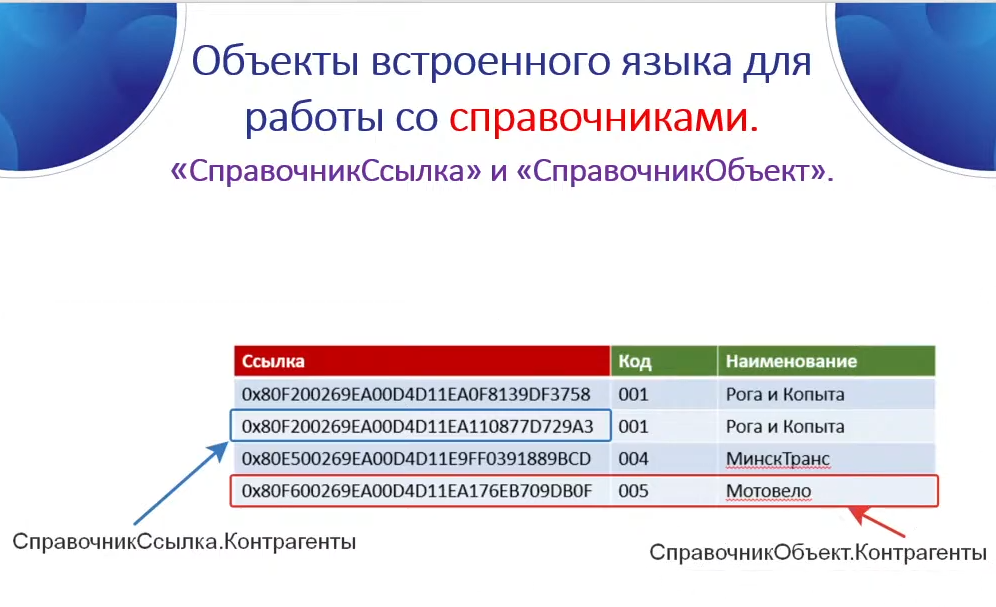 Объекты встроенного языка для
работы со справочниками.
«СправочникСсылка» и «СправочникОбъект».
Ссылка Код Наименование
0x80F200269EA00D4D11EA0F8139DF3758 001 Рога и Копыта
0x80F200269EA00D4D11EA110877D729A3 001 Рога и Копыта
0x80E500269EA00D4D11E9FF0391889BCD 004 МинскТранс
0x80F600269EA00D4D11EA176EB709DB0F 005 Мотовело
СправочникСсылка.Контрагенты
СправочникОбъект.Контрагенты